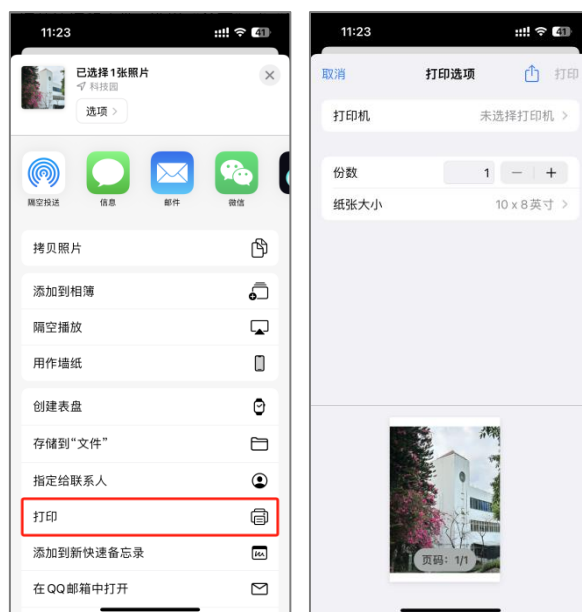 11:23
41
已选择1张照片
科技园
选项
隔空投送
信息
邮件
微信
拷贝照片
添加到相簿
隔空播放
用作墙纸
创建表盘
存储到“文件”
指定给联系人
打印
添加到新快速备忘录
在QQ邮箱中打开
11:23
41
取消
打印选项
打印
打印机
未选择打印机
份数
1
纸张大小
10 x 8英寸
页码：1/1